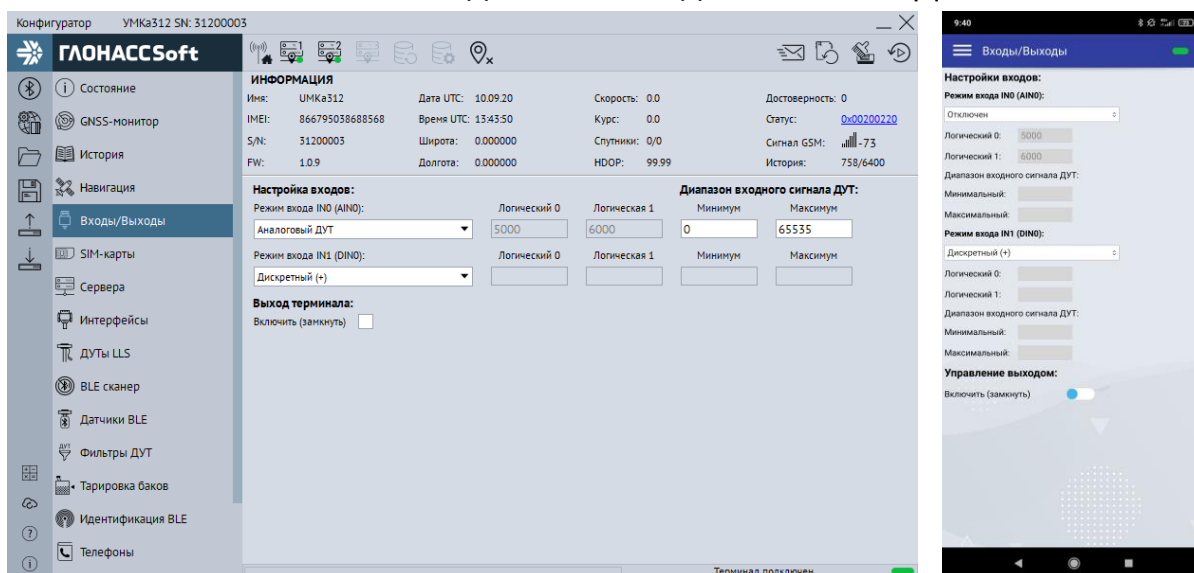 Конфигуратор УМКа312 SN: 31200003
ГЛОНАССSoft
Состояние
GNSS-монитор
История
Навигация
Входы/Выходы
SIM-карты
Сервера
Интерфейсы
ДУТы LLS
BLE сканер
Датчики BLE
Фильтры ДУТ
Тарировка баков
Идентификация BLE
Телефоны
ИНФОРМАЦИЯ
Имя: UMKa312 Дата UTC: 10.09.20 Скорость: 0.0 Достоверность: 0
IMEI: 866795038688568 Время UTC: 13:43:50 Курс: 0.0 Статус: 0x00200220
S/N: 31200003 Широта: 0.000000 Спутники: 0/0 Сигнал GSM: -73
FW: 1.0.9 Долгота: 0.000000 HDOP: 99.99 История: 758/6400
Настройка входов: Диапазон входного сигнала ДУТ:
Режим входа IN0 (AIN0): Логический 0 Логическая 1 Минимум Максимум
Аналоговый ДУТ 5000 6000 0 65535
Режим входа IN1 (DIN0): Логический 0 Логическая 1 Минимум Максимум
Дискретный (+)
Выход терминала:
Включить (замкнуть)
Терминал подключен
9:40
Входы/Выходы
Настройки входов:
Режим входа IN0 (AIN0):
Отключен
Логический 0: 5000
Логический 1: 6000
Диапазон входного сигнала ДУТ:
Минимальный:
Максимальный:
Режим входа IN1 (DIN0):
Дискретный (+)
Логический 0:
Логический 1:
Диапазон входного сигнала ДУТ:
Минимальный:
Максимальный:
Управление выходом:
Включить (замкнуть)